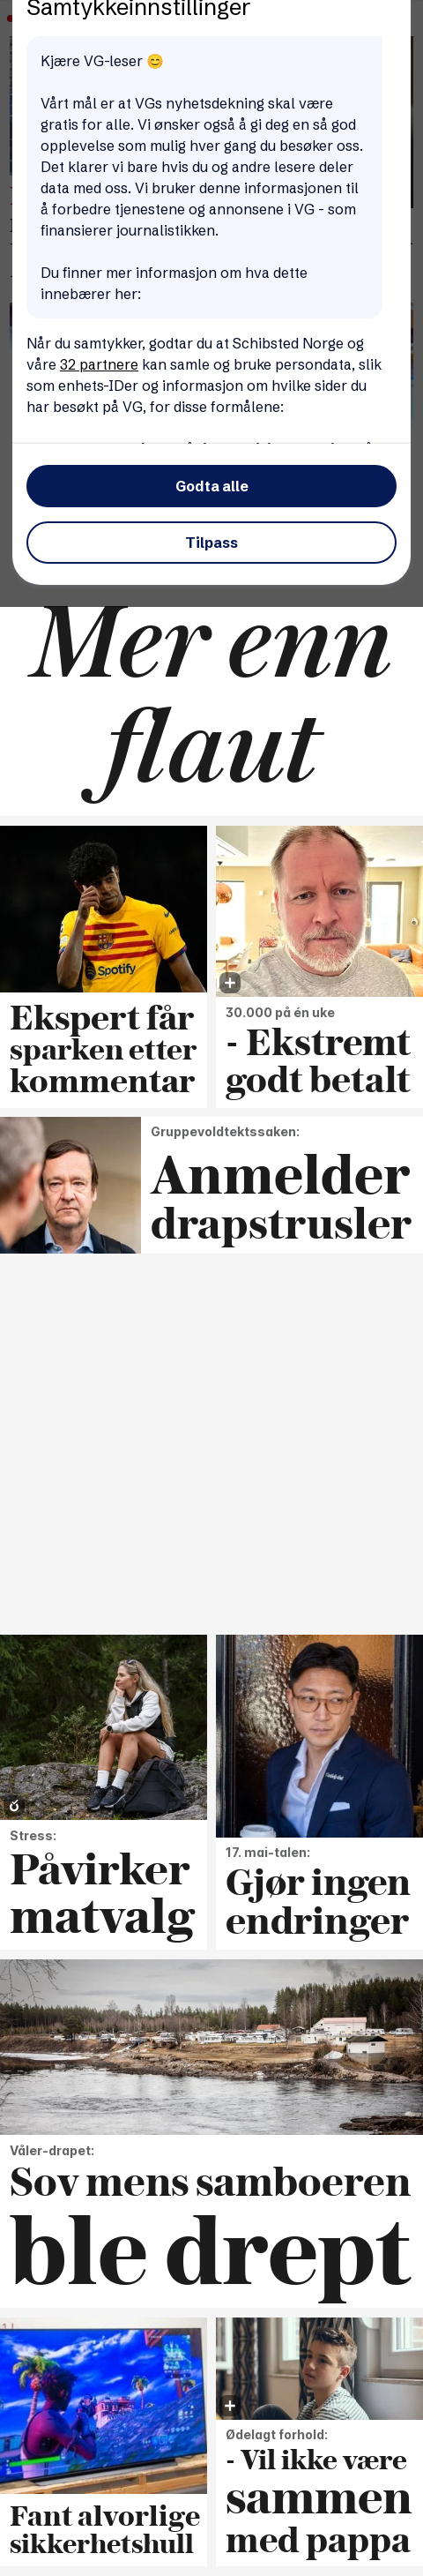 Samtykkeinnstillinger
Kjære VG-leser 😊
Vårt mål er at VGs nyhetsdekning skal være
gratis for alle. Vi ønsker også å gi deg en så god
opplevelse som mulig hver gang du besøker oss.
Det klarer vi bare hvis du og andre lesere deler
data med oss. Vi bruker denne informasjonen til
å forbedre tjenestene og annonsene i VG - som
finansierer journalistikken.
Du finner mer informasjon om hva dette
innebærer her:
Når du samtykker, godtar du at Schibsted Norge og
våre 32 partnere kan samle og bruke persondata, slik
som enhets-IDer og informasjon om hvilke sider du
har besøkt på VG, for disse formålene:
Godta alle
Tilpass
Mer enn
flaut
Spotify
Ekspert får
sparken etter
kommentar
30.000 på én uke
- Ekstremt
godt betalt
Gruppevoldtektssaken:
Anmelder
drapstrusler
Stress:
Påvirker
matvalg
17. mai-talen:
Gjør ingen
endringer
Våler-drapet:
Sov mens samboeren
ble drept
Fant alvorlige
sikkerhetshull
Ødelagt forhold:
- Vil ikke være
sammen
med pappa